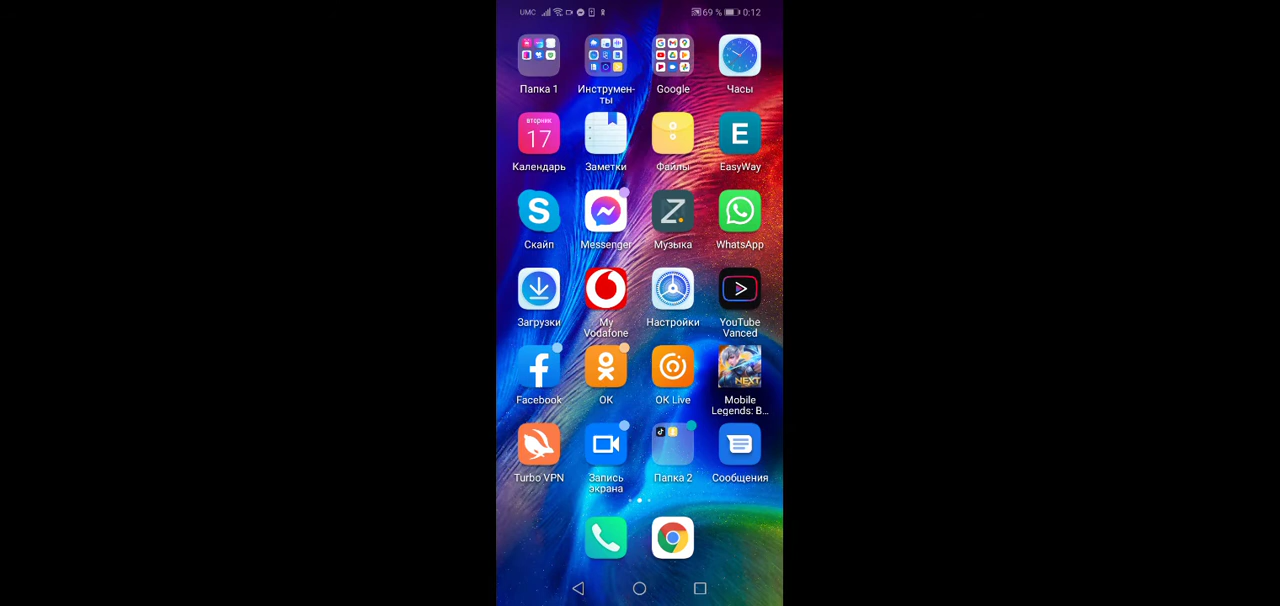 UMC 69 % 0:12
Папка 1
Инструмен-
ты
Google
Часы
вторник
17
Календарь
Заметки
Файлы
E
EasyWay
S
Скайп
Messenger
Z
Музыка
WhatsApp
Загрузки
My
Vodafone
Настройки
YouTube
Vanced
f
Facebook
ОК
OK Live
NEXT
Mobile
Legends: B...
Turbo VPN
Запись
экрана
Папка 2
Сообщения